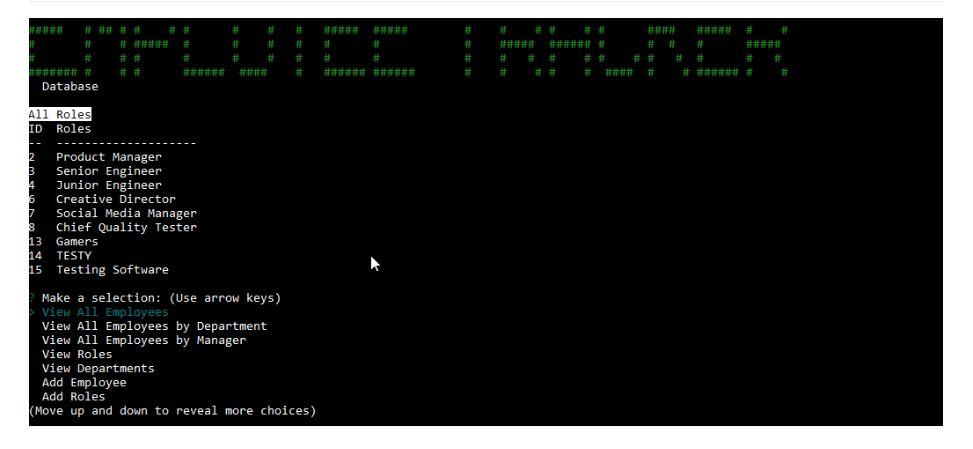 Database
All Roles
ID Roles
-- --------------------
2 Product Manager
3 Senior Engineer
4 Junior Engineer
6 Creative Director
7 Social Media Manager
8 Chief Quality Tester
13 Gamers
14 TESTY
15 Testing Software
? Make a selection: (Use arrow keys)
> View All Employees
View All Employees by Department
View All Employees by Manager
View Roles
View Departments
Add Employee
Add Roles
(Move up and down to reveal more choices)